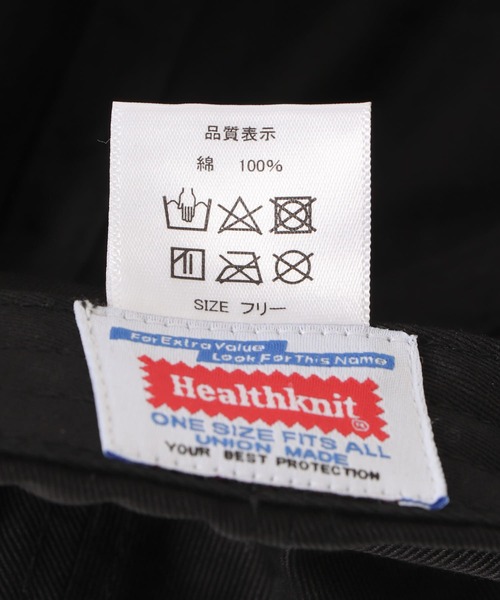 品質表示
綿 100%
SIZE フリー
For Extra Value
Look For This Name
Healthknit®
ONE SIZE FITS ALL
UNION MADE
YOUR BEST PROTECTION